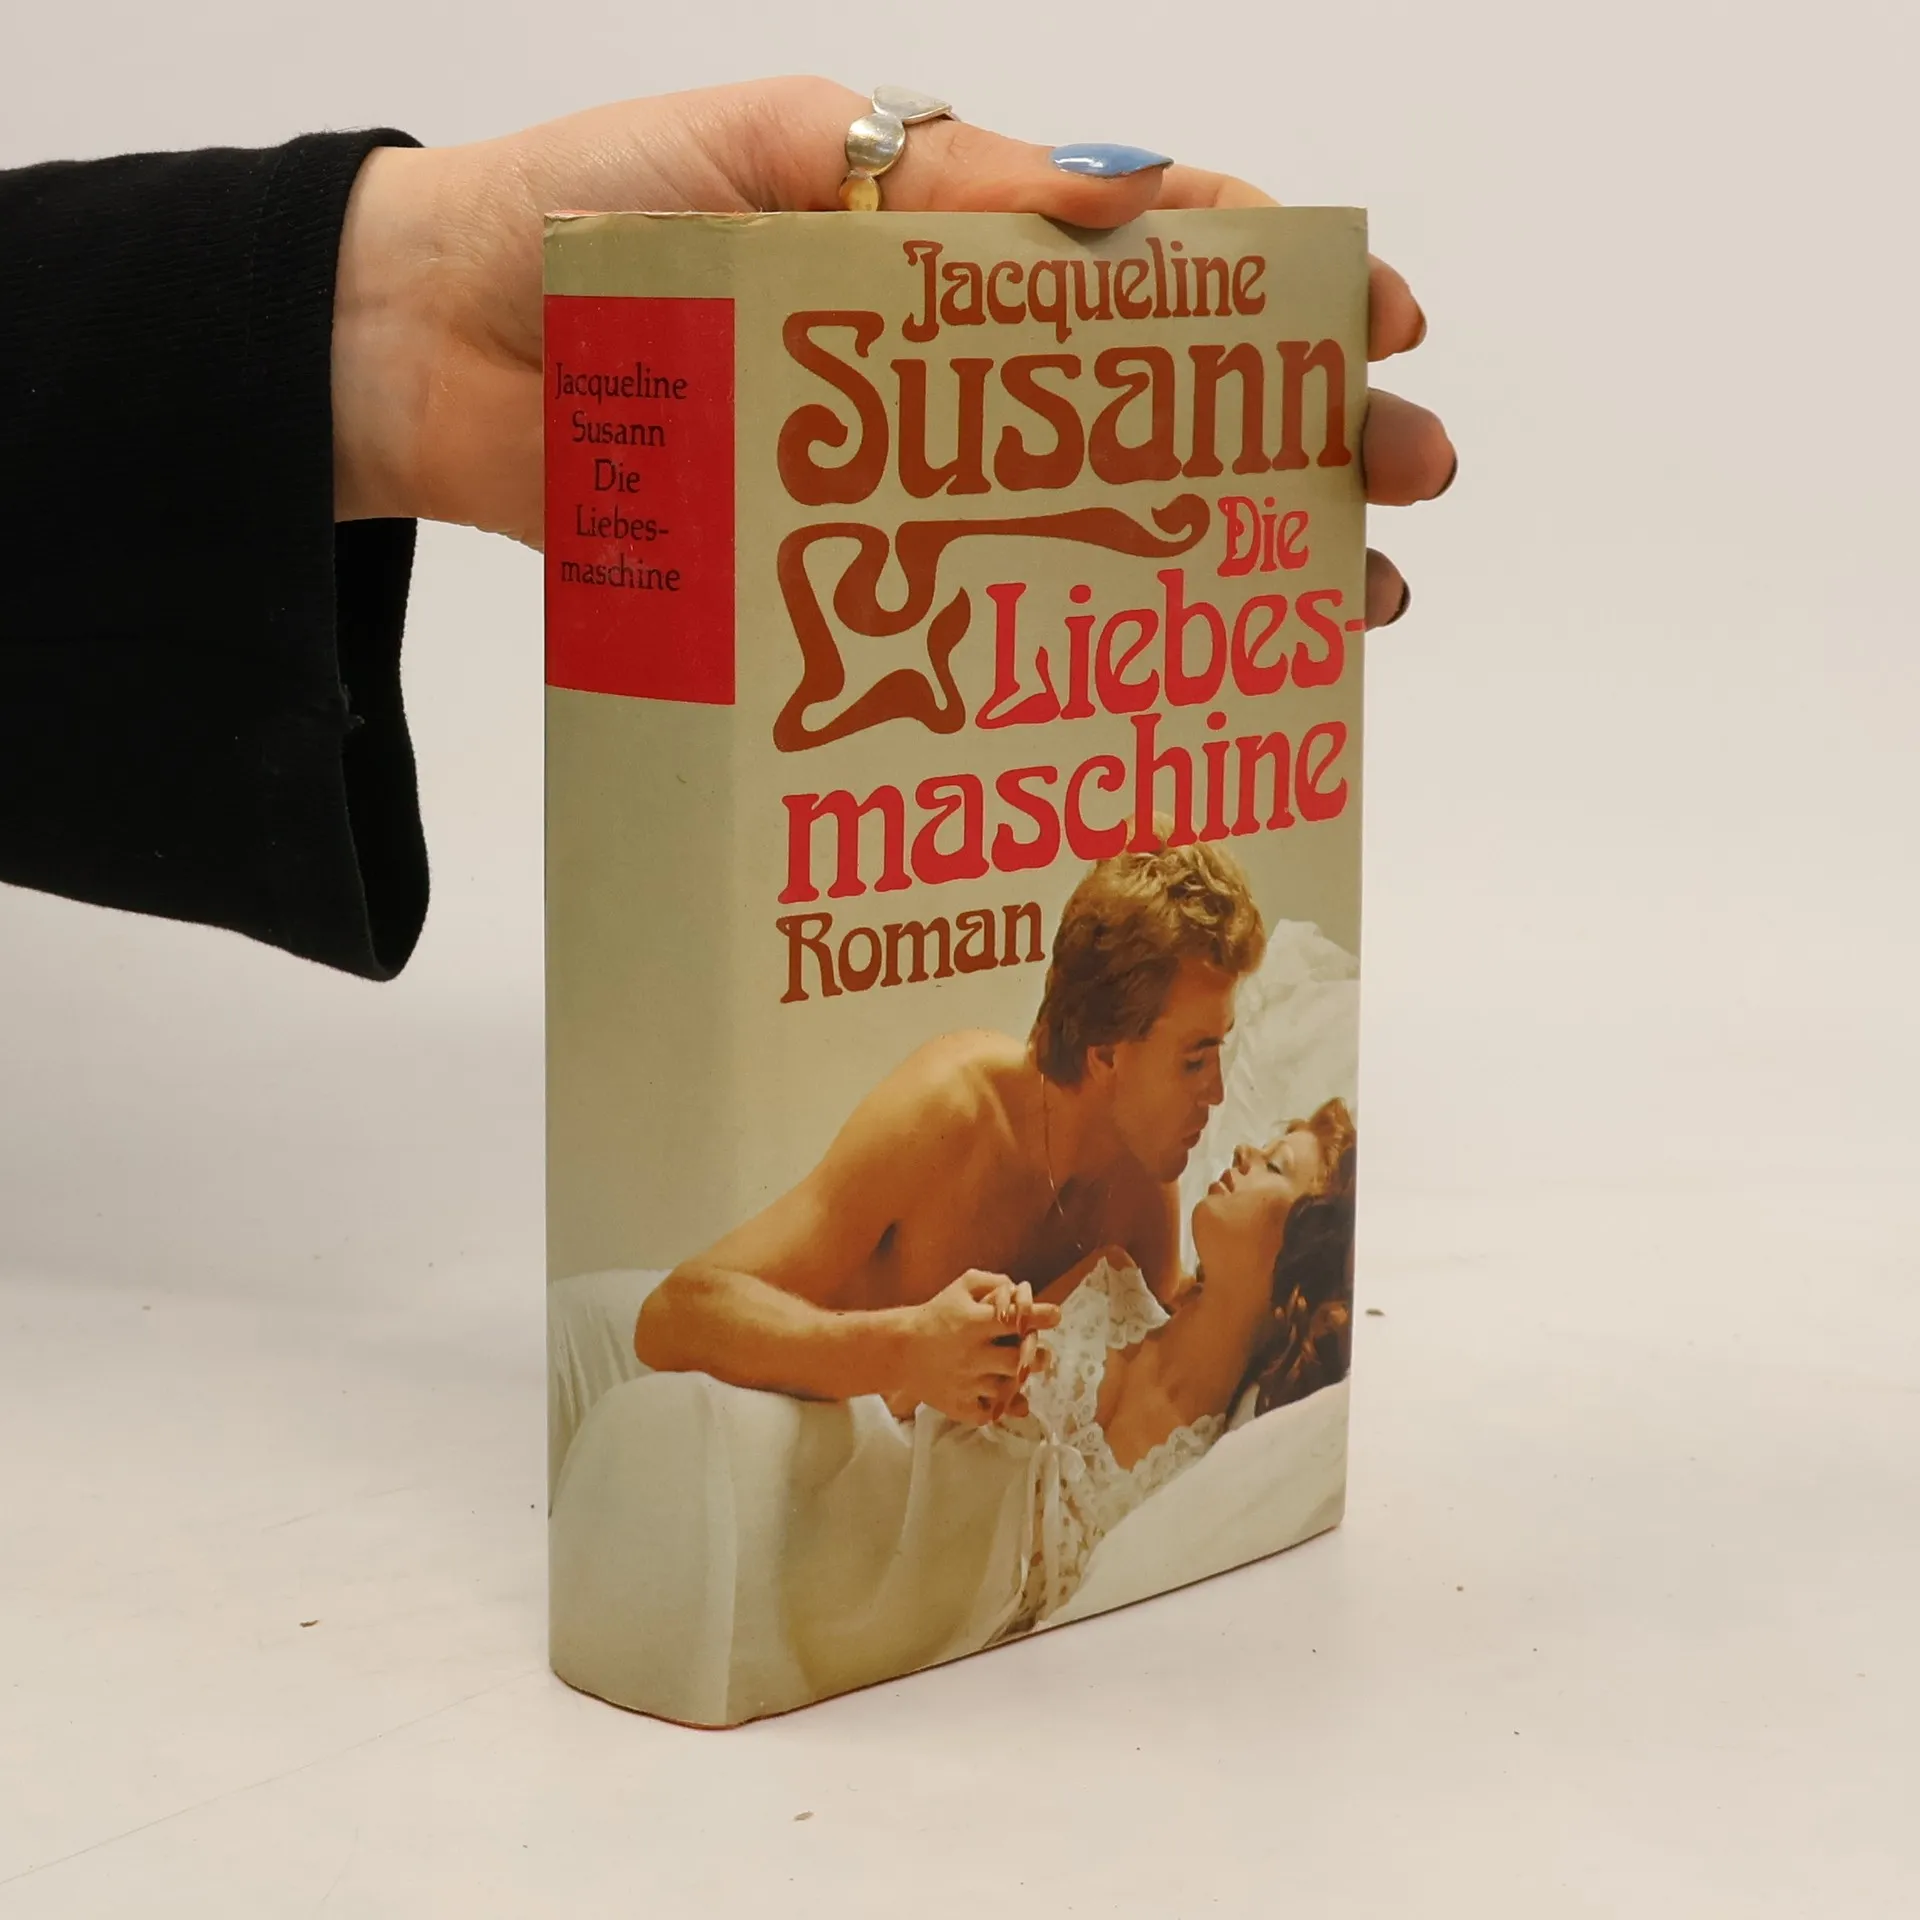 Jacqueline
Susann
Die
Liebes-
maschine
Jacqueline
Susann
Die
Liebes-
maschine
Roman